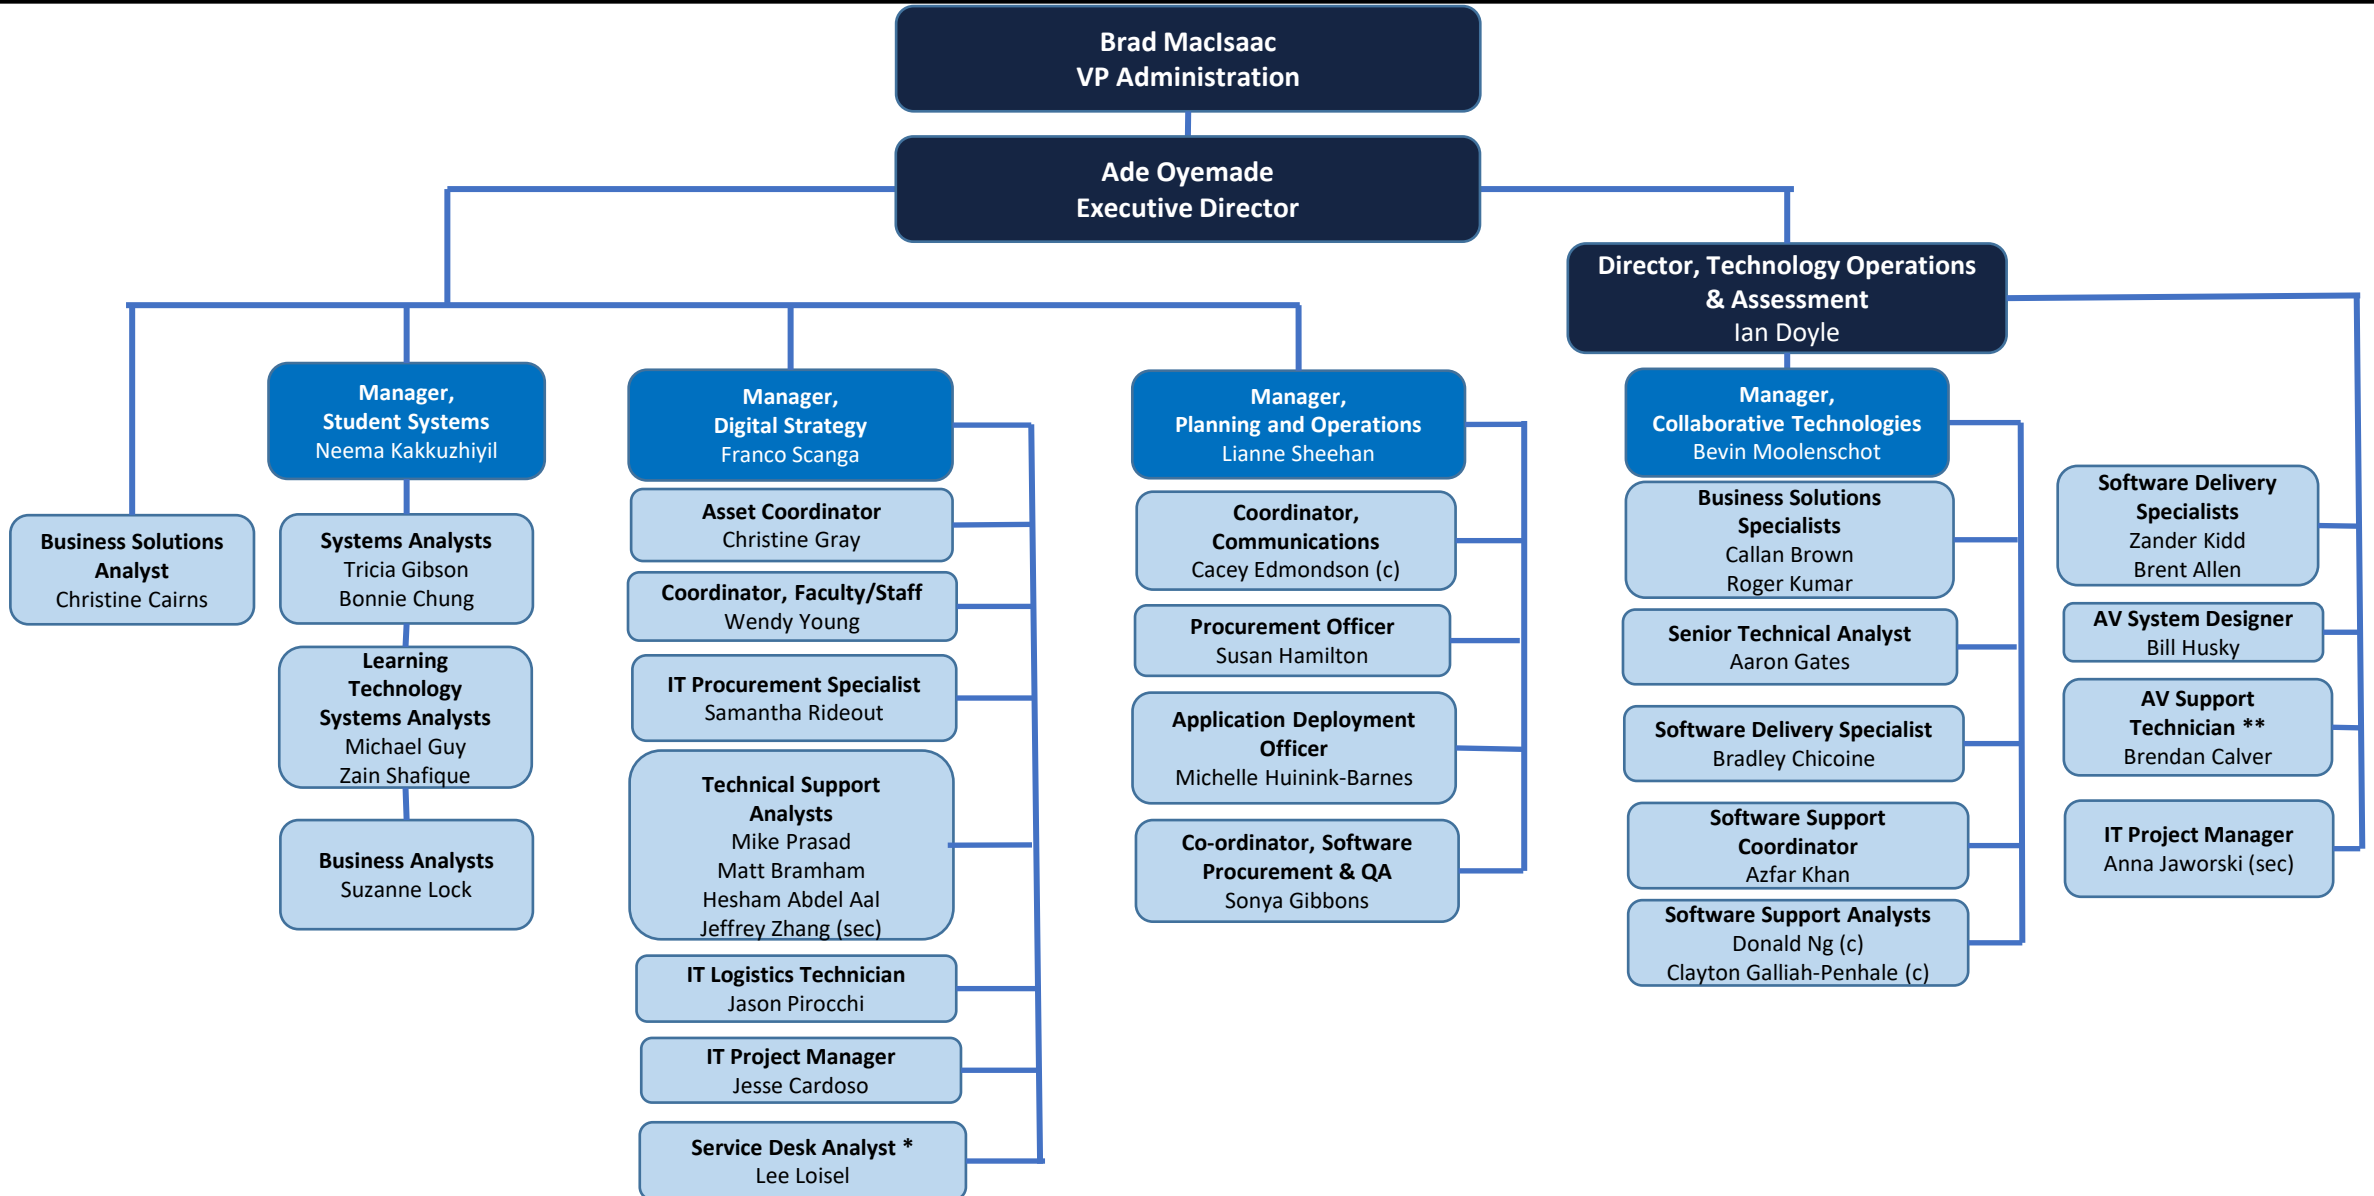 Brad MacIsaac
VP Administration
Ade Oyemade
Executive Director
Director, Technology Operations
& Assessment
Ian Doyle
Manager,
Student Systems
Neema Kakkuzhiyil
Manager,
Digital Strategy
Franco Scanga
Manager,
Planning and Operations
Lianne Sheehan
Manager,
Collaborative Technologies
Bevin Moolenschot
Business Solutions
Analyst
Christine Cairns
Systems Analysts
Tricia Gibson
Bonnie Chung
Learning
Technology
Systems Analysts
Michael Guy
Zain Shafique
Business Analysts
Suzanne Lock
Asset Coordinator
Christine Gray
Coordinator, Faculty/Staff
Wendy Young
IT Procurement Specialist
Samantha Rideout
Technical Support
Analysts
Mike Prasad
Matt Bramham
Hesham Abdel Aal
Jeffrey Zhang (sec)
IT Logistics Technician
Jason Pirocchi
IT Project Manager
Jesse Cardoso
Service Desk Analyst *
Lee Loisel
Coordinator,
Communications
Cacey Edmondson (c)
Procurement Officer
Susan Hamilton
Application Deployment
Officer
Michelle Huinink-Barnes
Co-ordinator, Software
Procurement & QA
Sonya Gibbons
Business Solutions
Specialists
Callan Brown
Roger Kumar
Senior Technical Analyst
Aaron Gates
Software Delivery Specialist
Bradley Chicoine
Software Support
Coordinator
Azfar Khan
Software Support Analysts
Donald Ng (c)
Clayton Galliah-Penhale (c)
Software Delivery
Specialists
Zander Kidd
Brent Allen
AV System Designer
Bill Husky
AV Support
Technician **
Brendan Calver
IT Project Manager
Anna Jaworski (sec)